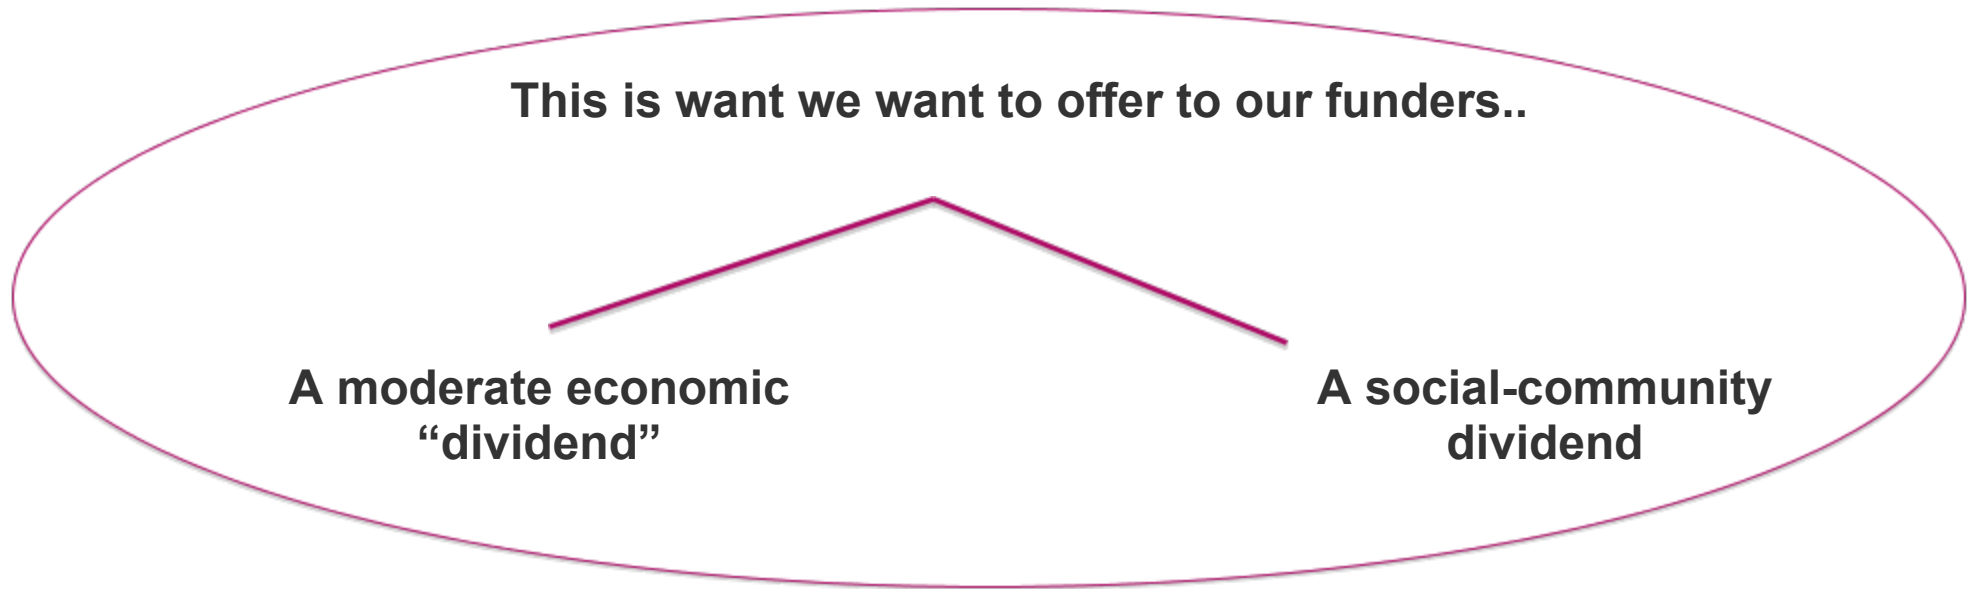 This is want we want to offer to our funders..
A moderate economic
“dividend”
A social-community
dividend